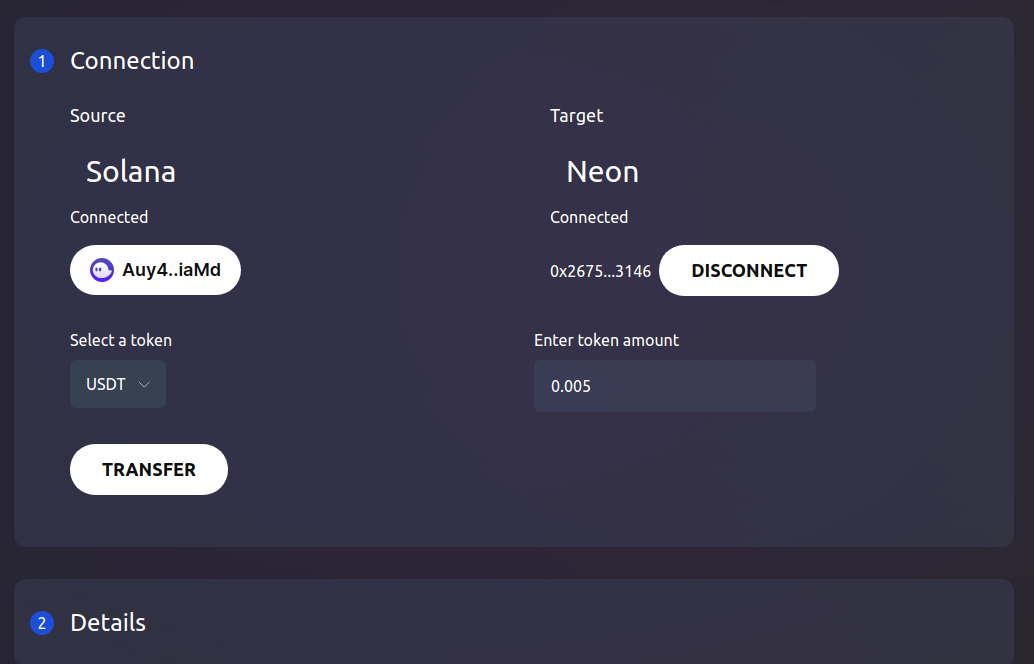 1 Connection
Source
Target
Solana
Neon
Connected
Connected
Auy4..iaMd
0x2675...3146 DISCONNECT
Select a token
Enter token amount
USDT
0.005
TRANSFER
2 Details